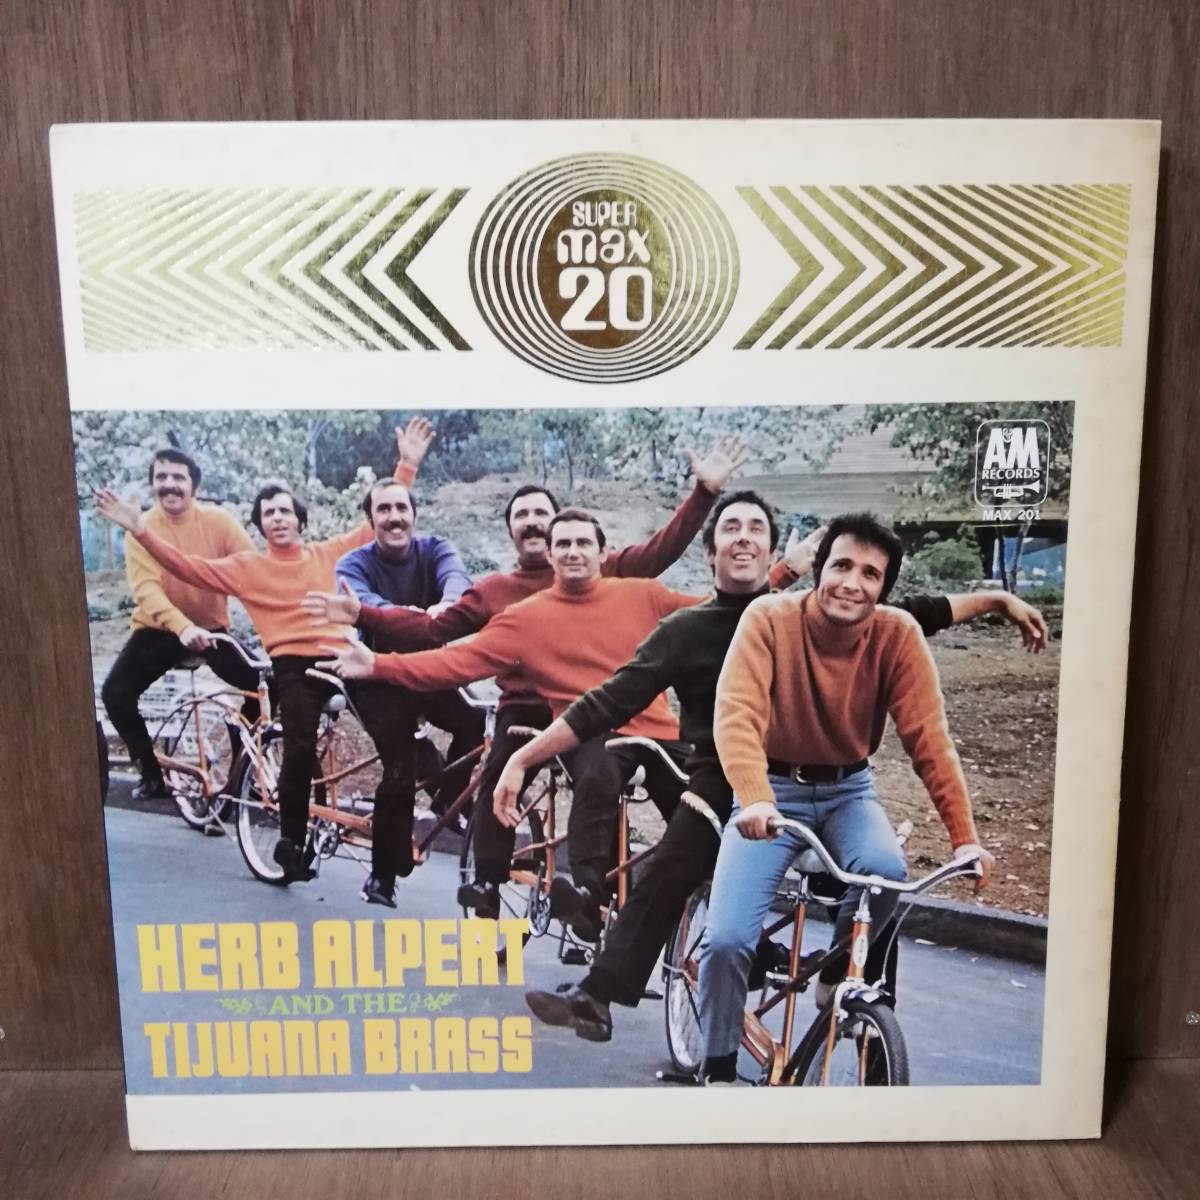 SUPER
max
20
A&M
RECORDS
MAX 201
HERB ALPERT
AND THE
TIJUANA BRASS